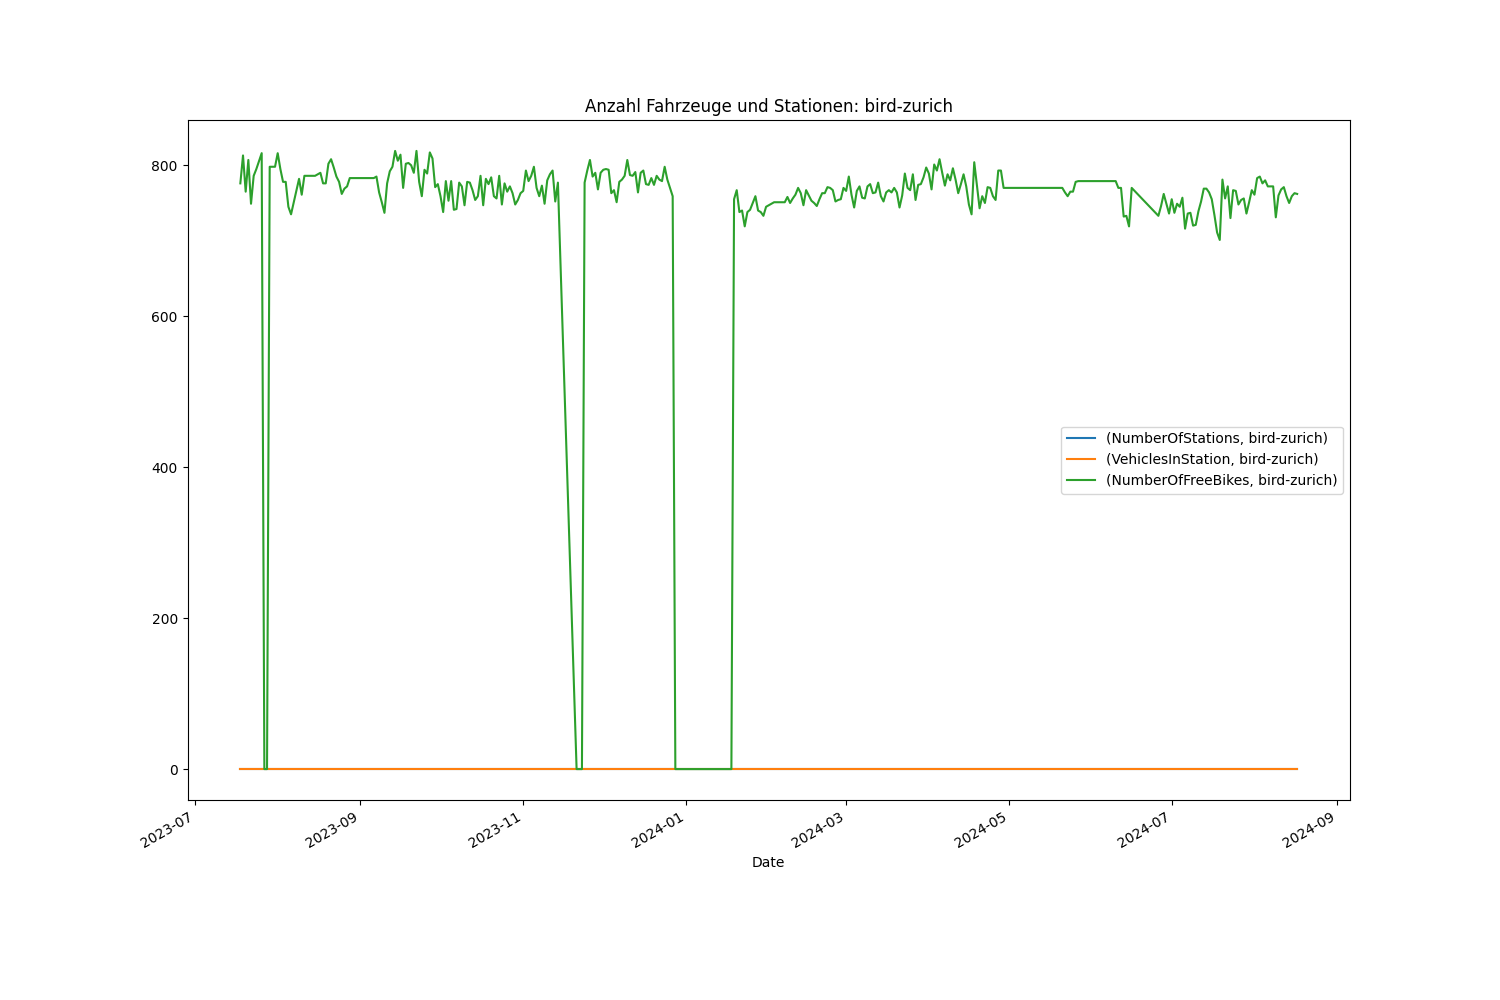 Anzahl Fahrzeuge und Stationen: bird-zurich
800
600
400
200
0
(NumberOfStations, bird-zurich)
(VehiclesInStation, bird-zurich)
(NumberOfFreeBikes, bird-zurich)
2023-07
2023-09
2023-11
2024-01
2024-03
2024-05
2024-07
2024-09
Date